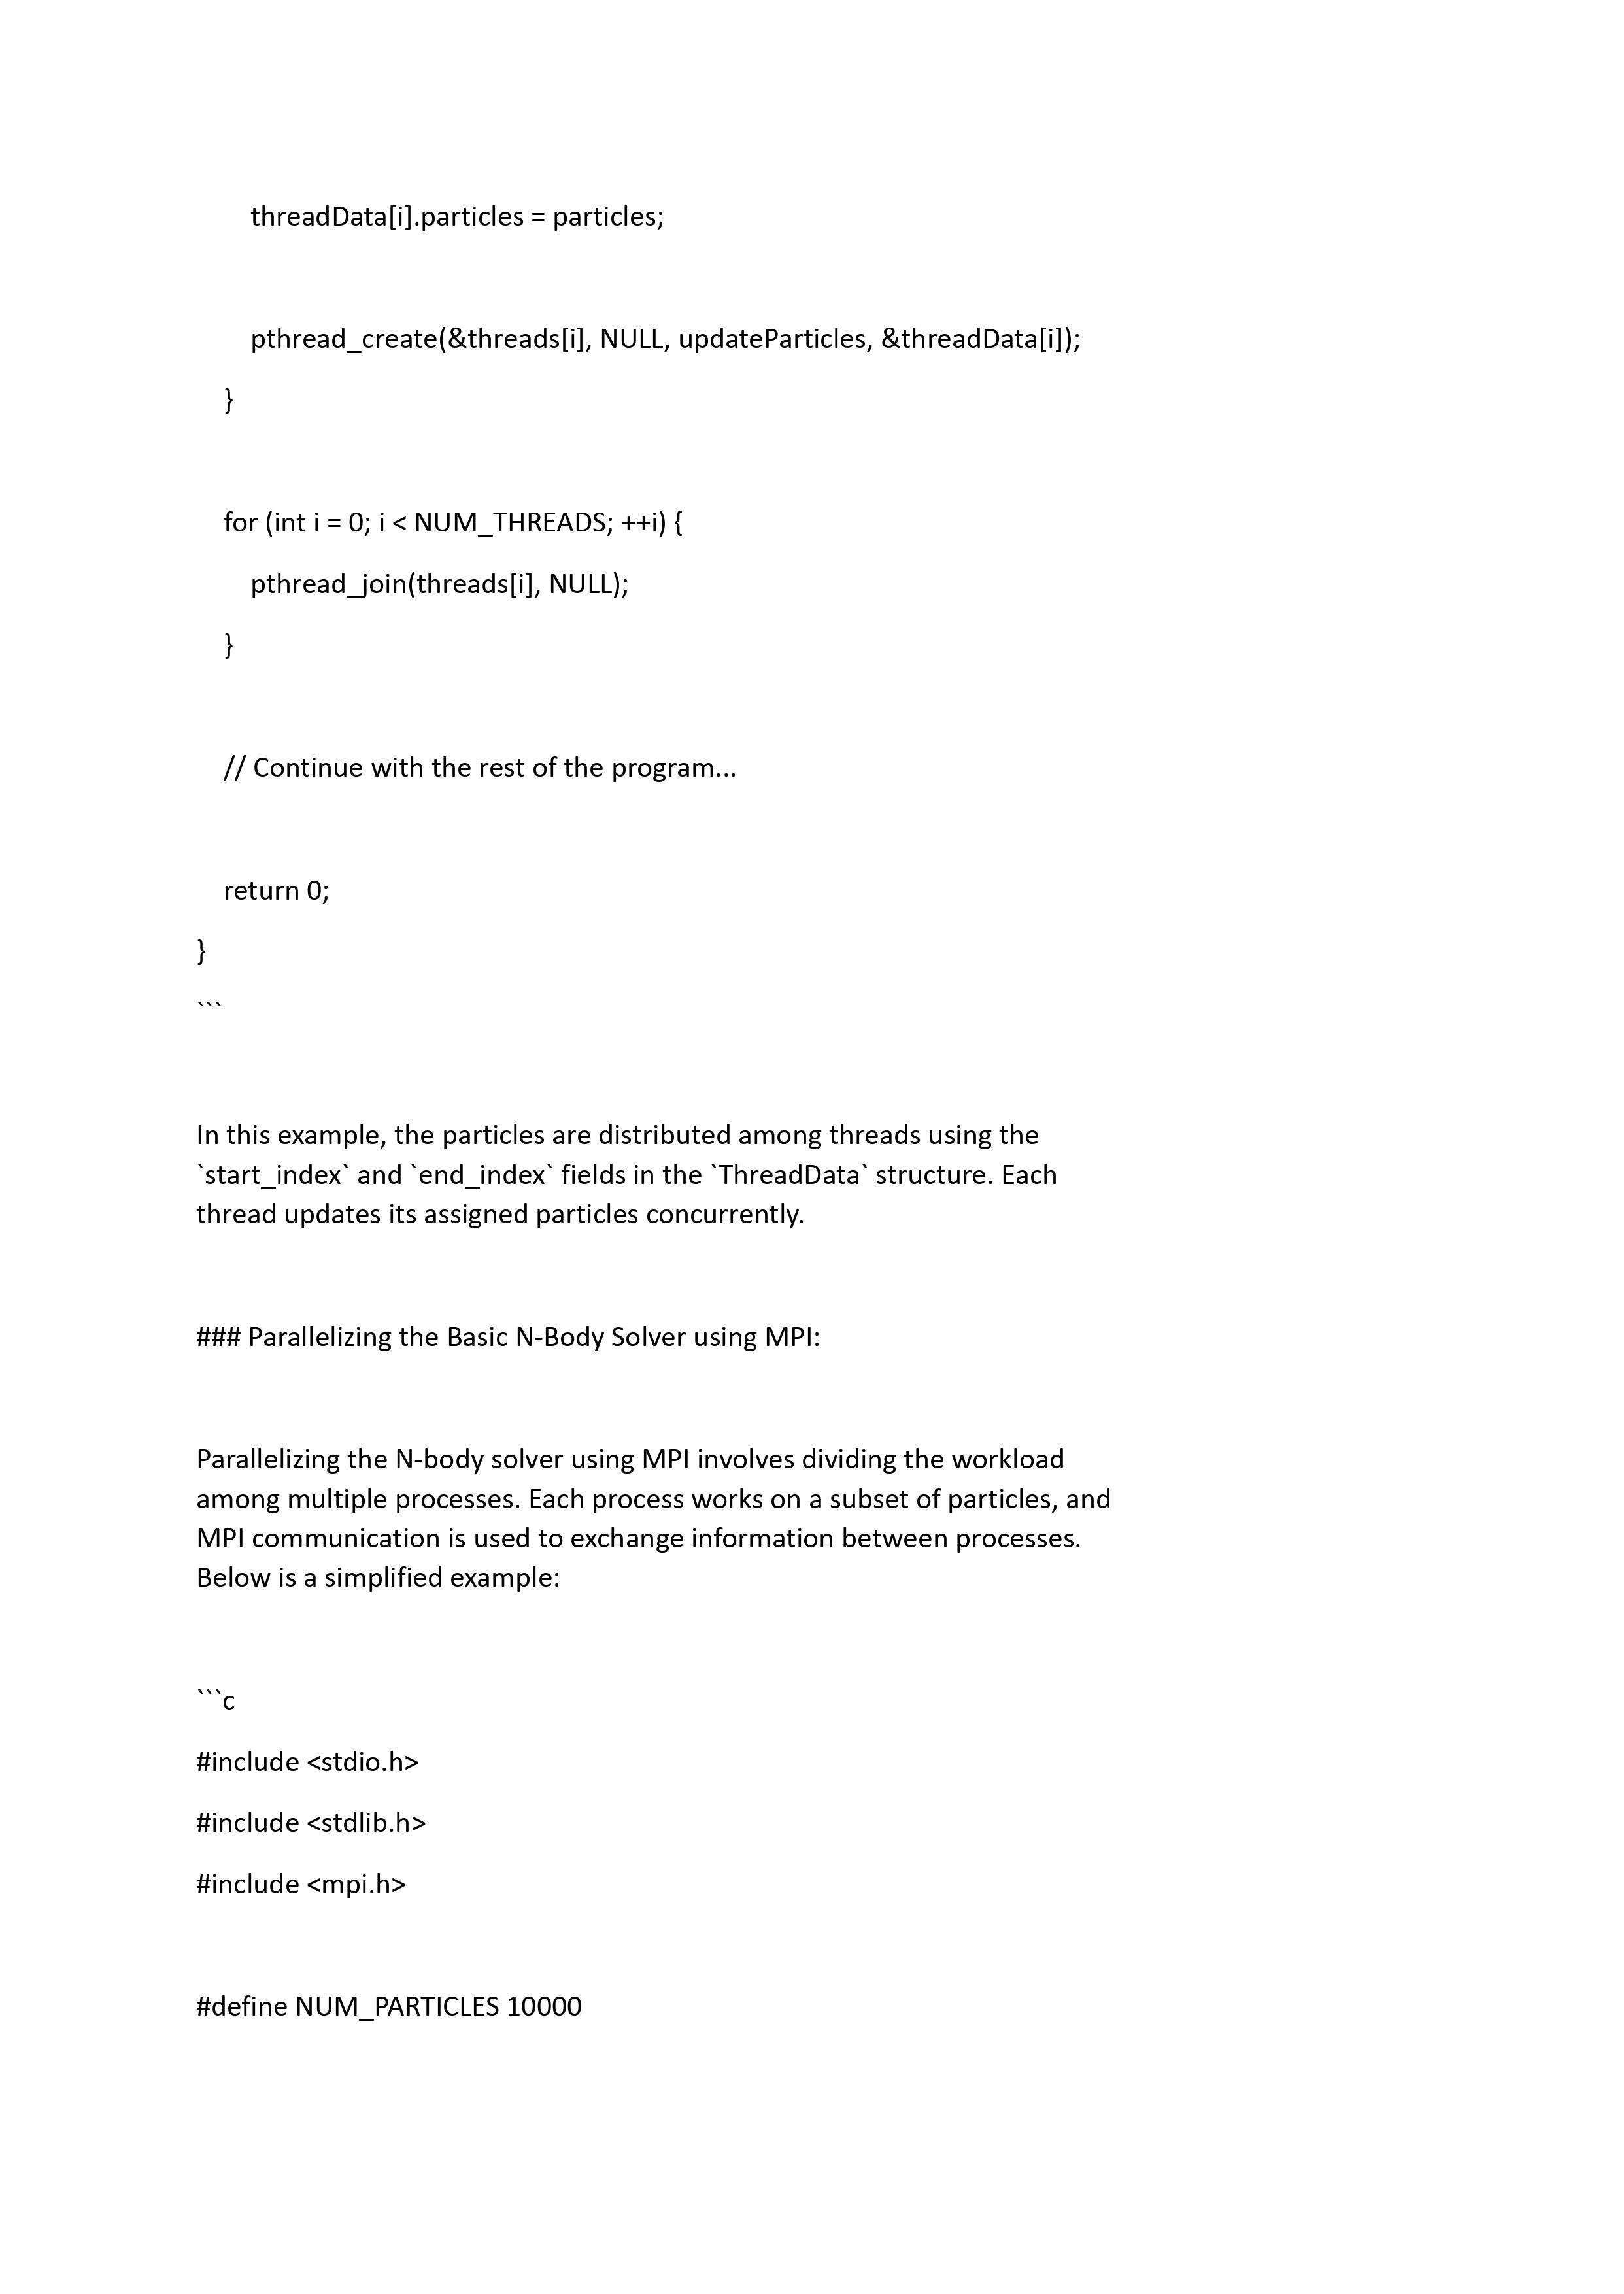 threadData[i].particles = particles;
pthread_create(&threads[i], NULL, updateParticles, &threadData[i]);
}
for (int i = 0; i < NUM_THREADS; ++i) {
pthread_join(threads[i], NULL);
}
// Continue with the rest of the program...
return 0;
}
```
In this example, the particles are distributed among threads using the
`start_index` and `end_index` fields in the `ThreadData` structure. Each
thread updates its assigned particles concurrently.
### Parallelizing the Basic N-Body Solver using MPI:
Parallelizing the N-body solver using MPI involves dividing the workload
among multiple processes. Each process works on a subset of particles, and
MPI communication is used to exchange information between processes.
Below is a simplified example:
```c
#include <stdio.h>
#include <stdlib.h>
#include <mpi.h>
#define NUM_PARTICLES 10000